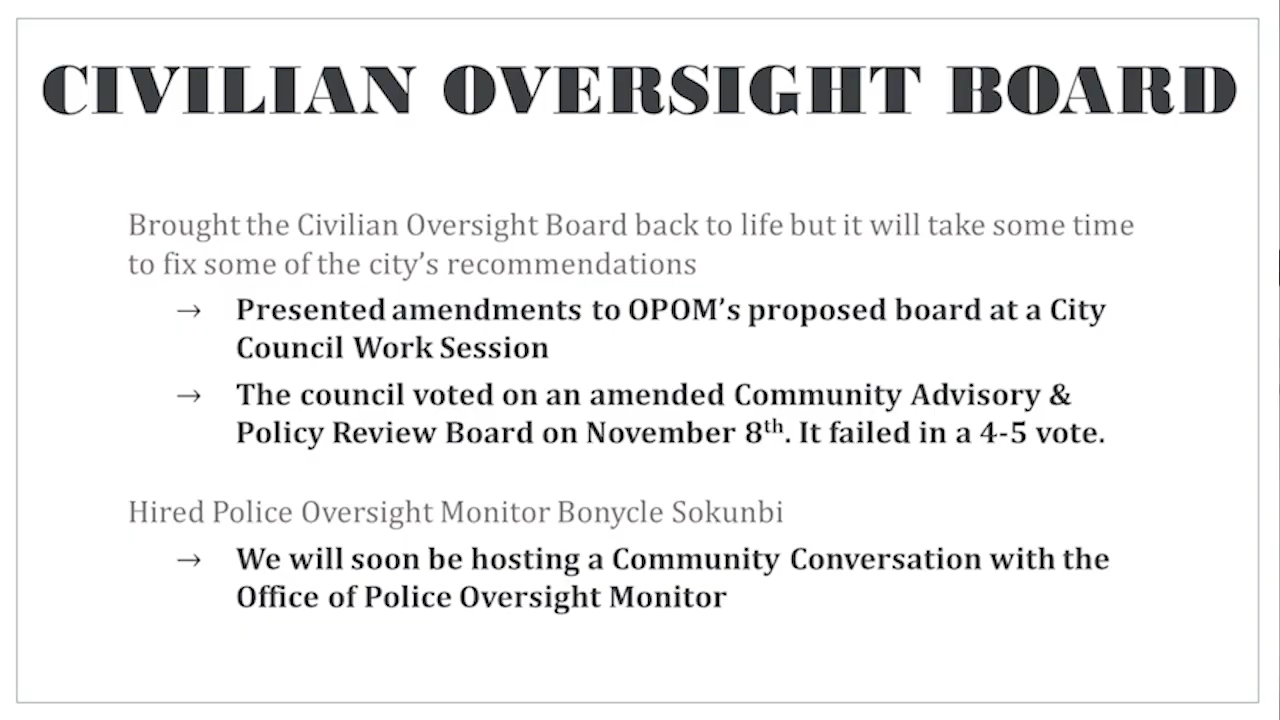 CIVILIAN OVERSIGHT BOARD
Brought the Civilian Oversight Board back to life but it will take some time
to fix some of the city’s recommendations
→ Presented amendments to OPOM’s proposed board at a City
Council Work Session
→ The council voted on an amended Community Advisory &
Policy Review Board on November 8th. It failed in a 4-5 vote.
Hired Police Oversight Monitor Bonycle Sokunbi
→ We will soon be hosting a Community Conversation with the
Office of Police Oversight Monitor